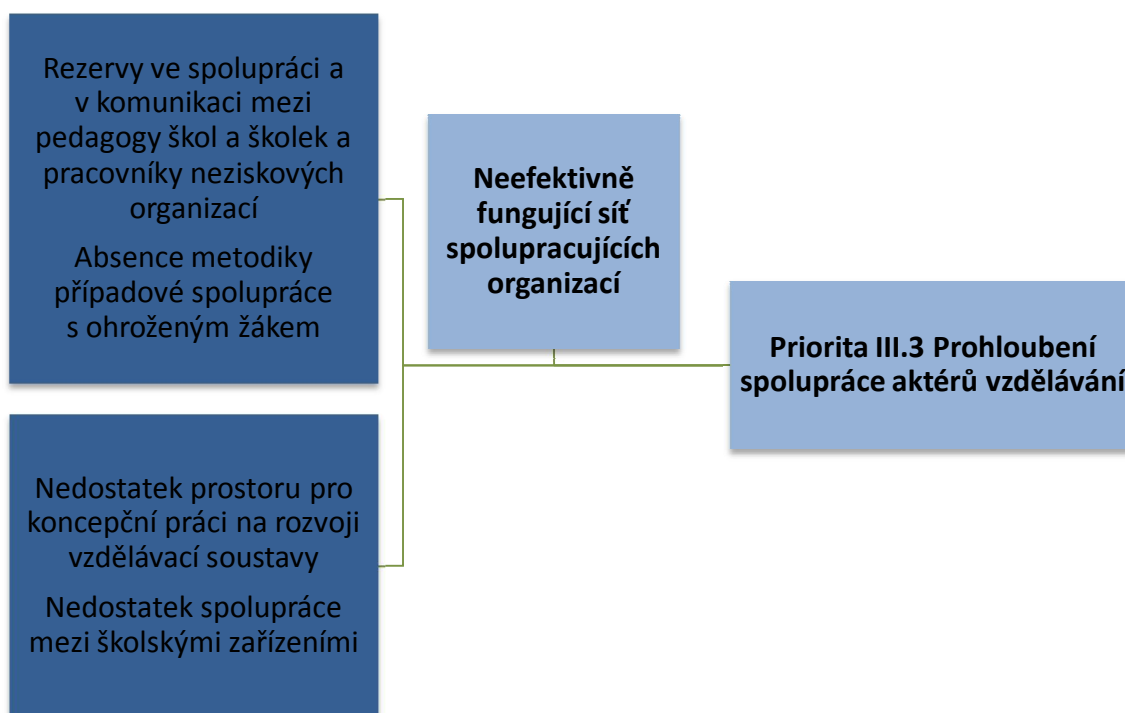 Rezervy ve spolupráci a
v komunikaci mezi
pedagogy škol a školek a
pracovníky neziskových
organizací
Absence metodiky
případové spolupráce
s ohroženým žákem
Neefektivně
fungující síť
spolupracujících
organizací
Priorita III.3 Prohloubení
spolupráce aktérů vzdělávání
Nedostatek prostoru pro
koncepční práci na rozvoji
vzdělávací soustavy
Nedostatek spolupráce
mezi školskými zařízeními